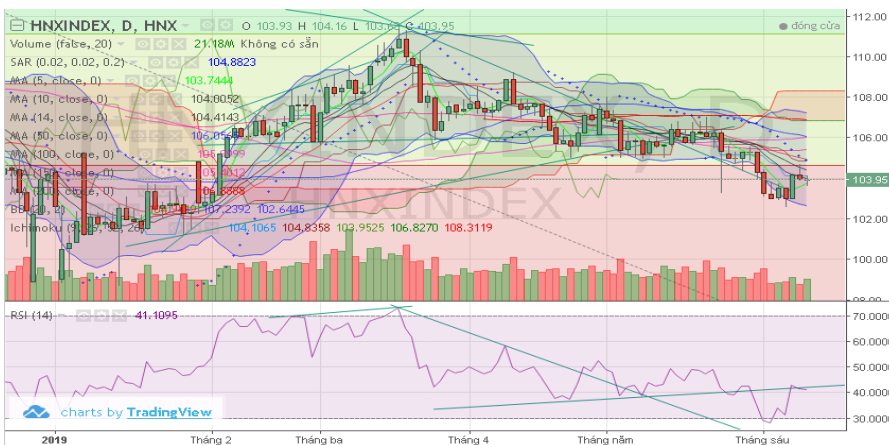 HNXINDEX, D, HNX O 103.93 H 104.16 L 103.63 C 103.95
đóng cửa
Volume (false, 20) 21.18M Không có sẵn
SAR (0.02, 0.02, 0.2) 104.8823
MA (5, close, 0) 103.7444
MA (10, close, 0) 104.0052
MA (14, close, 0) 104.4143
MA (50, close, 0)
MA (100, close, 0)
BB (20, 2) 107.2392 102.6445
Ichimoku 104.1065 104.8358 103.9525 106.8270 108.3119
HNXINDEX
112.00
110.00
108.00
106.00
103.95
102.00
100.00
98.00
RSI (14) 41.1095
70.0000
60.0000
50.0000
40.0000
30.0000
charts by TradingView
2019 Tháng 2 Tháng ba Tháng 4 Tháng năm Tháng sáu